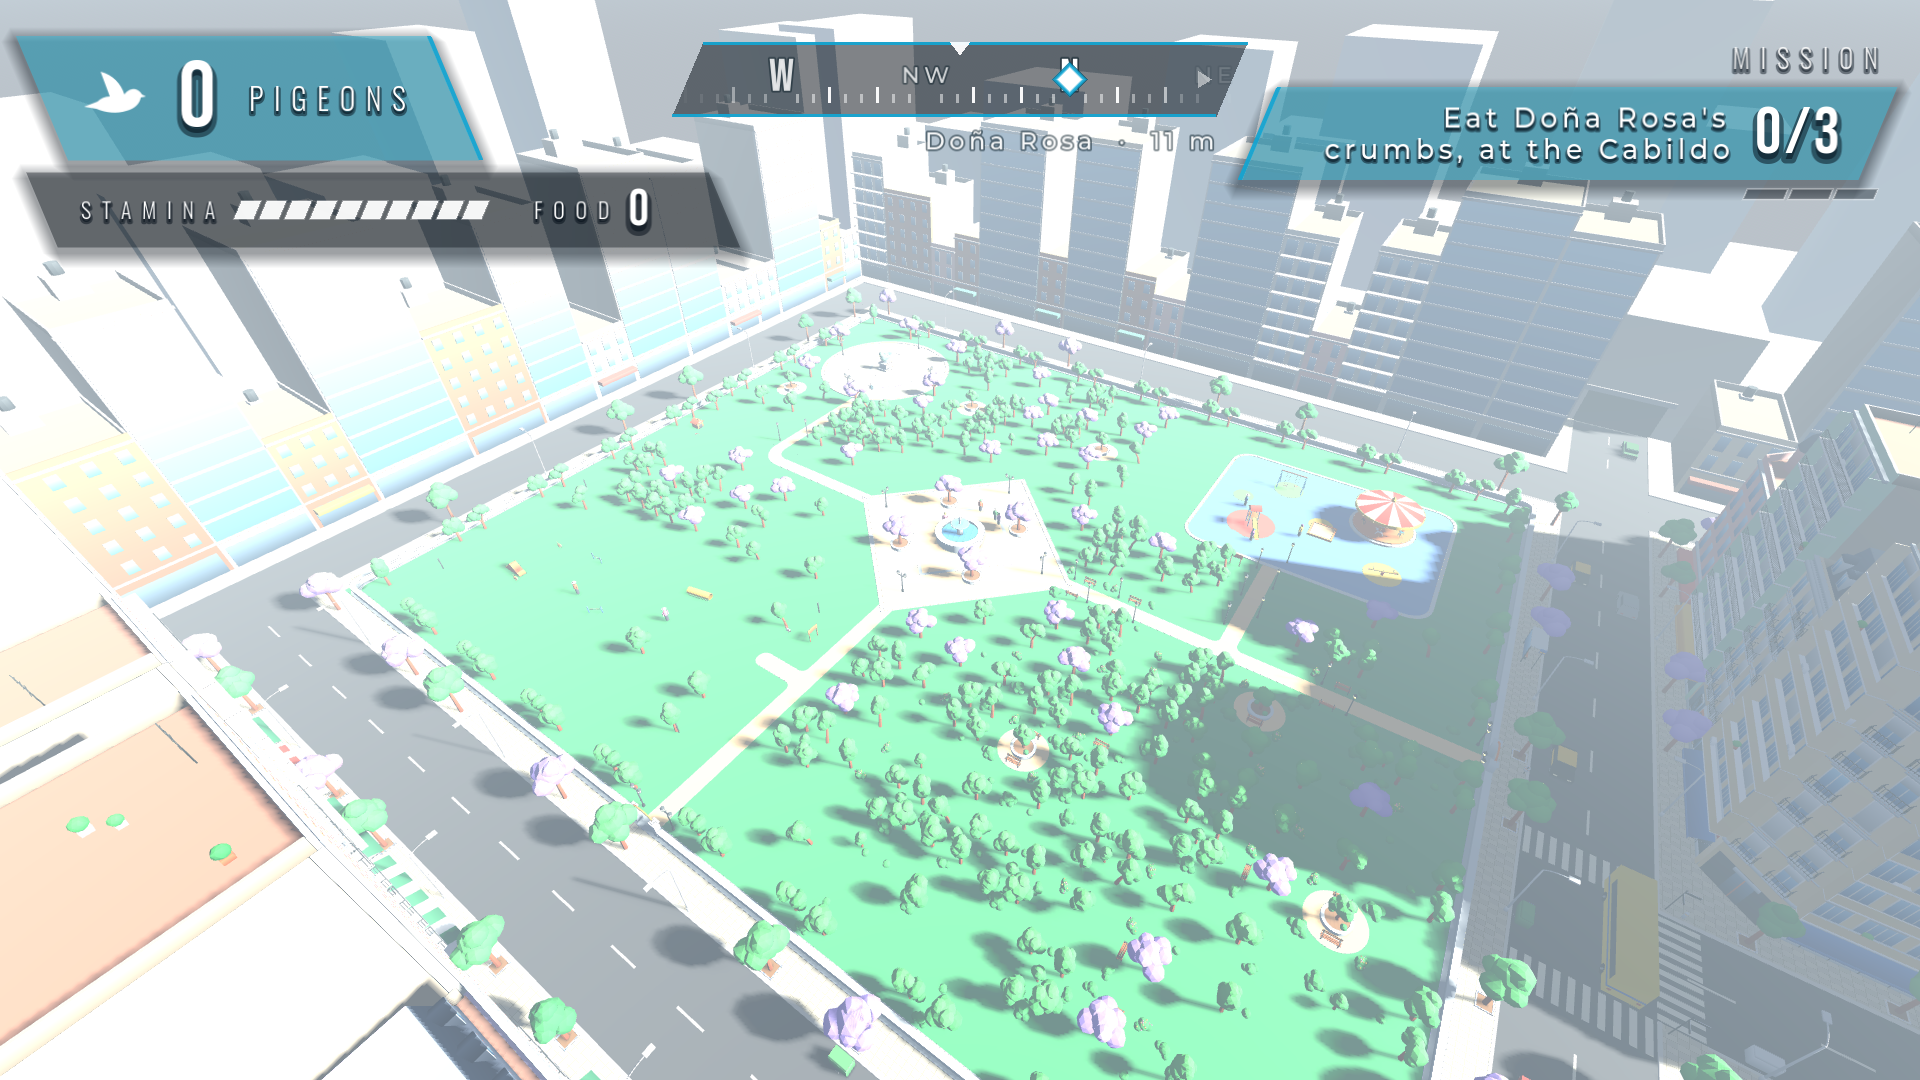 0 PIGEONS
STAMINA FOOD 0
W NW N NE
Doña Rosa · 11 m
MISSION
Eat Doña Rosa's
crumbs, at the Cabildo
0/3